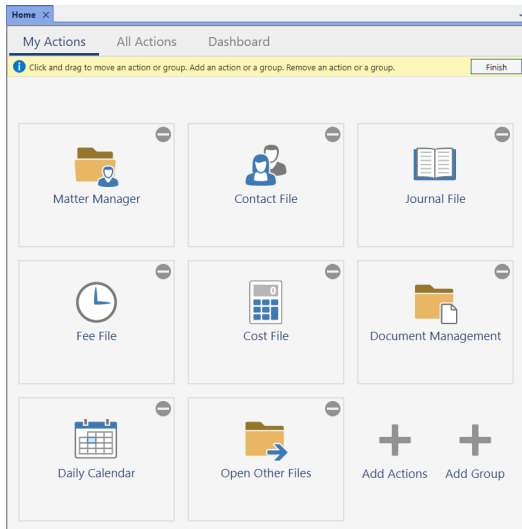 Home
My Actions All Actions Dashboard
Click and drag to move an action or group. Add an action or a group. Remove an action or a group. Finish
Matter Manager Contact File Journal File
0
Fee File Cost File Document Management
Daily Calendar Open Other Files Add Actions Add Group